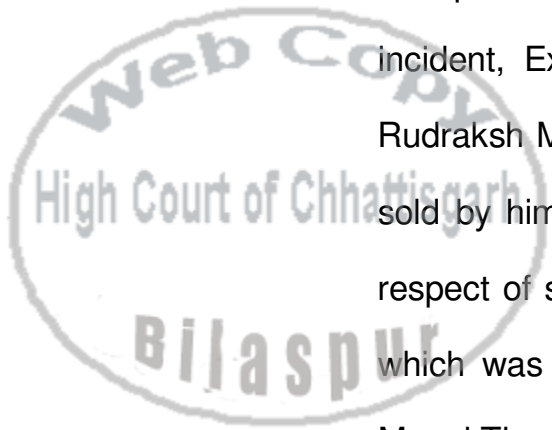 Web Copy
incident, Ex
Rudraksh M
High Court of Chhattisgarh
sold by him
respect of s
Bilaspur
which was